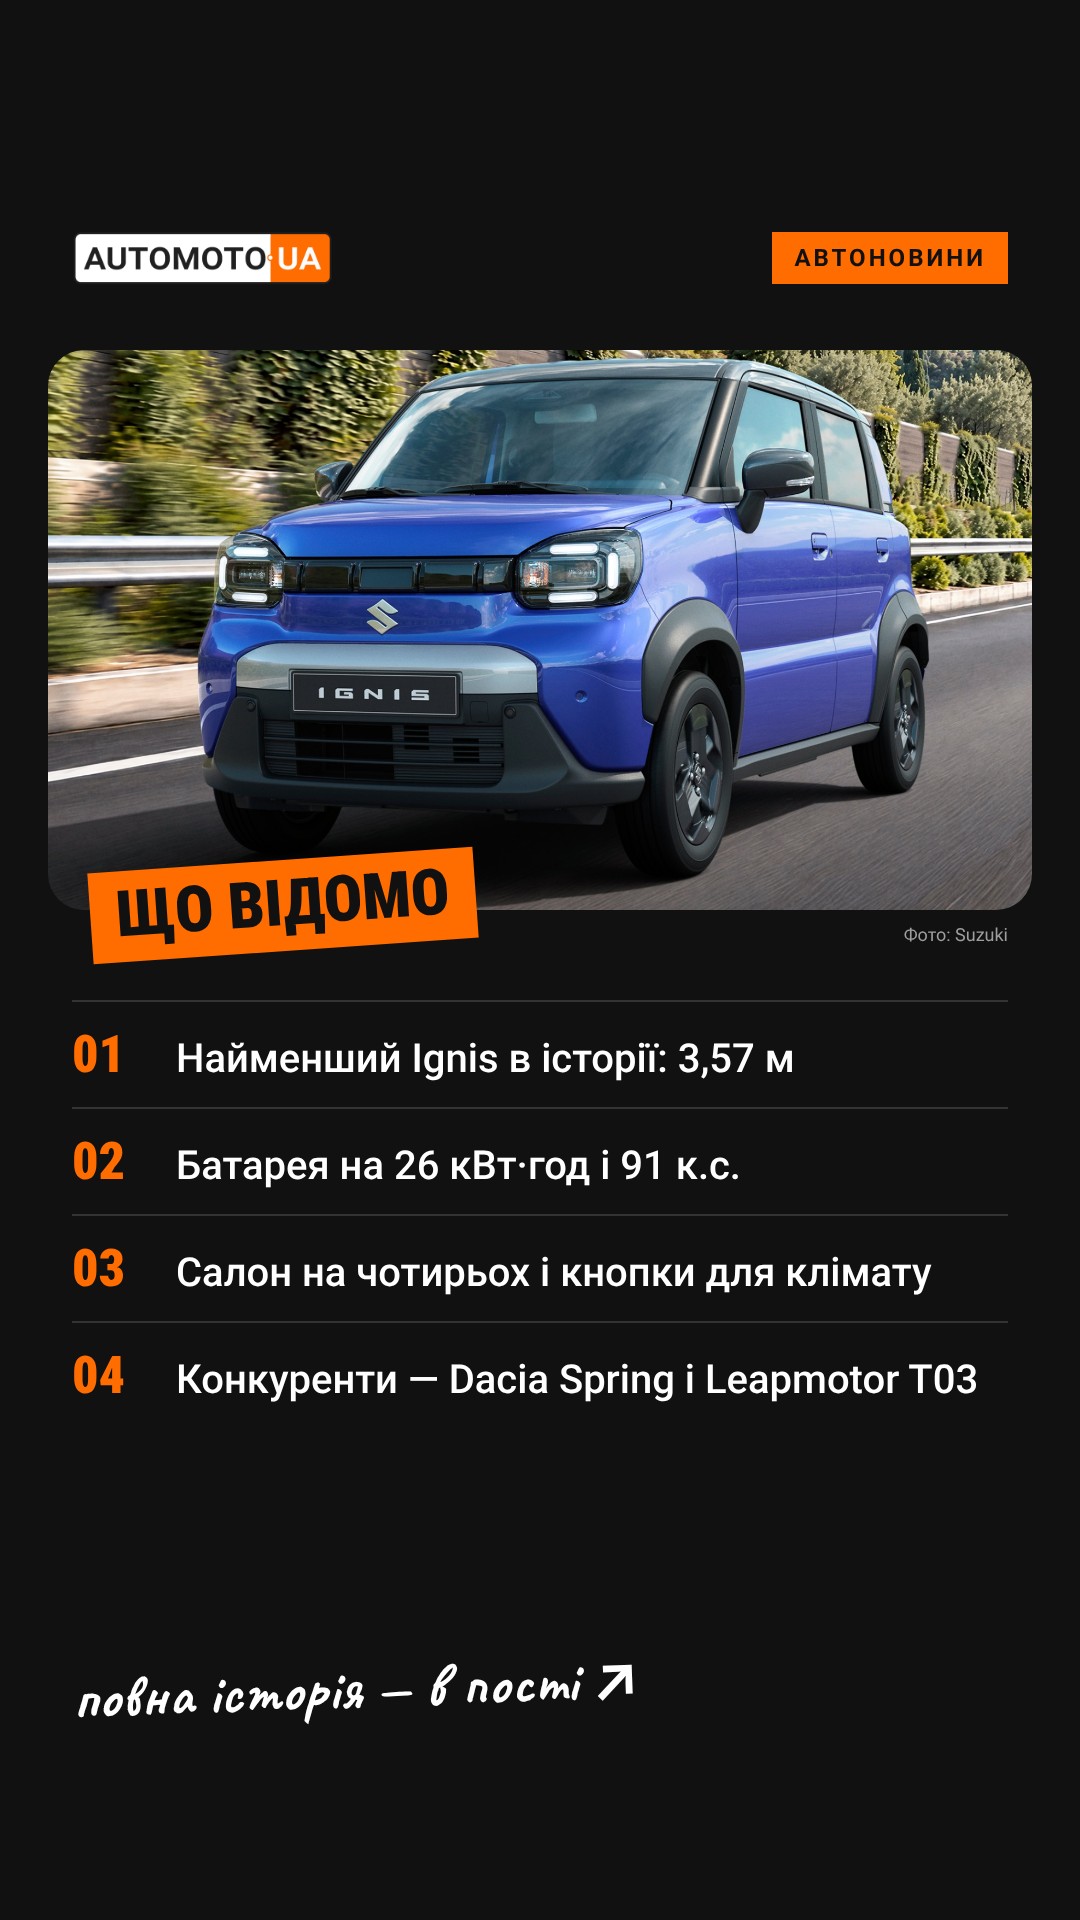 AUTOMOTO.UA
АВТОНОВИНИ
IGNIS
ЩО ВІДОМО
Фото: Suzuki
01 Найменший Ignis в історії: 3,57 м
02 Батарея на 26 кВт·год і 91 к.с.
03 Салон на чотирьох і кнопки для клімату
04 Конкуренти — Dacia Spring і Leapmotor T03
повна історія — в пості ↗